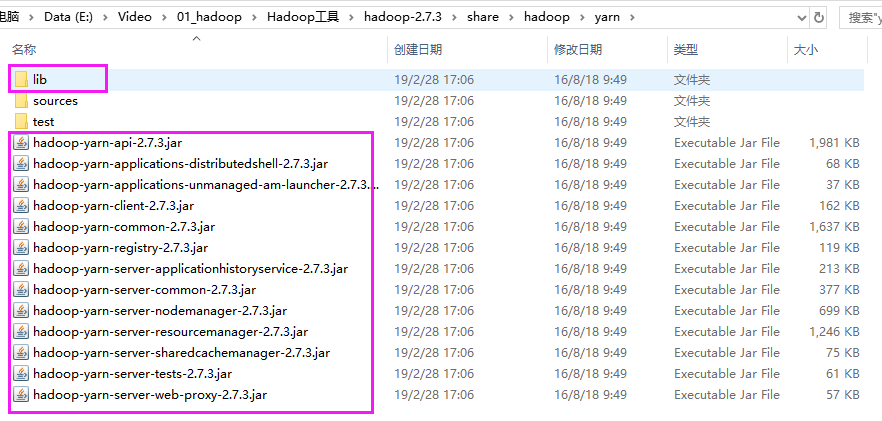 电脑 > Data (E:) > Video > 01_hadoop > Hadoop工具 > hadoop-2.7.3 > share > hadoop > yarn > 搜索"y
名称 创建日期 修改日期 类型 大小
lib 19/2/28 17:06 16/8/18 9:49 文件夹
sources 19/2/28 17:06 16/8/18 9:49 文件夹
test 19/2/28 17:06 16/8/18 9:49 文件夹
hadoop-yarn-api-2.7.3.jar 19/2/28 17:06 16/8/18 9:49 Executable Jar File 1,981 KB
hadoop-yarn-applications-distributedshell-2.7.3.jar 19/2/28 17:06 16/8/18 9:49 Executable Jar File 68 KB
hadoop-yarn-applications-unmanaged-am-launcher-2.7.3.... 19/2/28 17:06 16/8/18 9:49 Executable Jar File 37 KB
hadoop-yarn-client-2.7.3.jar 19/2/28 17:06 16/8/18 9:49 Executable Jar File 162 KB
hadoop-yarn-common-2.7.3.jar 19/2/28 17:06 16/8/18 9:49 Executable Jar File 1,637 KB
hadoop-yarn-registry-2.7.3.jar 19/2/28 17:06 16/8/18 9:49 Executable Jar File 119 KB
hadoop-yarn-server-applicationhistoryservice-2.7.3.jar 19/2/28 17:06 16/8/18 9:49 Executable Jar File 213 KB
hadoop-yarn-server-common-2.7.3.jar 19/2/28 17:06 16/8/18 9:49 Executable Jar File 377 KB
hadoop-yarn-server-nodemanager-2.7.3.jar 19/2/28 17:06 16/8/18 9:49 Executable Jar File 699 KB
hadoop-yarn-server-resourcemanager-2.7.3.jar 19/2/28 17:06 16/8/18 9:49 Executable Jar File 1,246 KB
hadoop-yarn-server-sharedcachemanager-2.7.3.jar 19/2/28 17:06 16/8/18 9:49 Executable Jar File 75 KB
hadoop-yarn-server-tests-2.7.3.jar 19/2/28 17:06 16/8/18 9:49 Executable Jar File 61 KB
hadoop-yarn-server-web-proxy-2.7.3.jar 19/2/28 17:06 16/8/18 9:49 Executable Jar File 57 KB